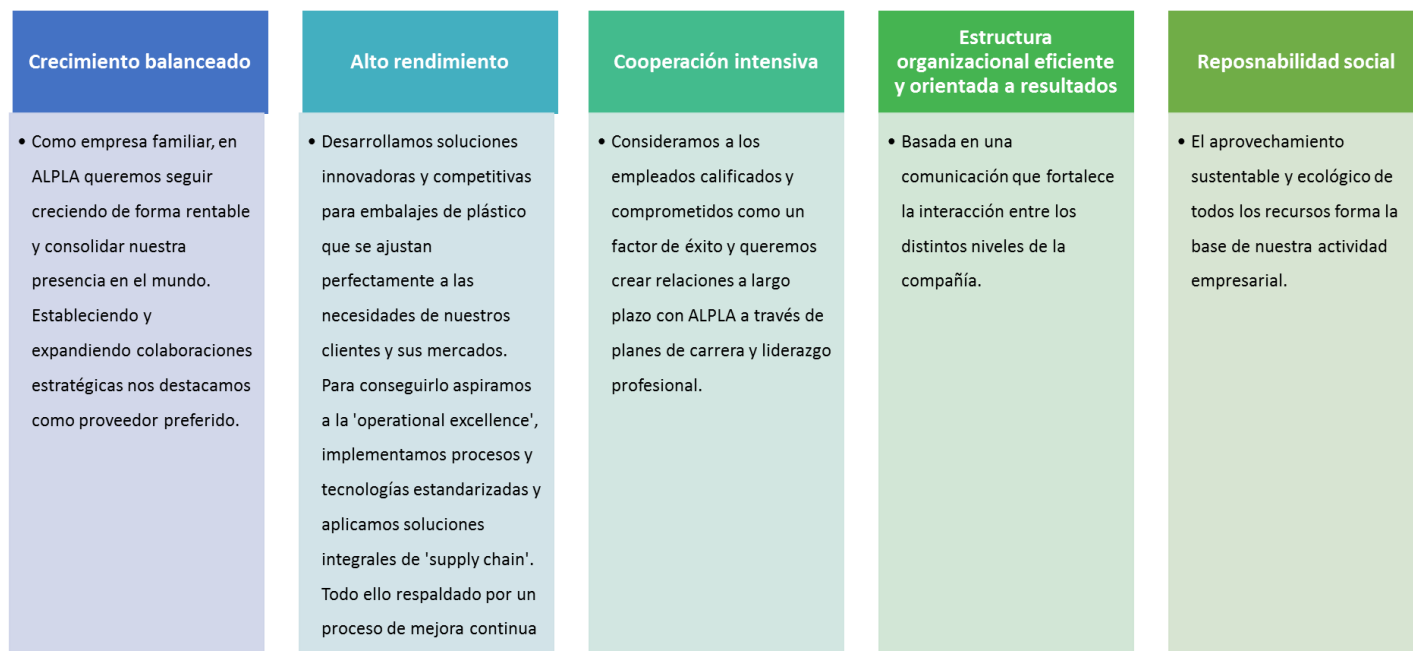 Crecimiento balanceado
• Como empresa familiar, en
ALPLA queremos seguir
creciendo de forma rentable
y consolidar nuestra
presencia en el mundo.
Estableciendo y
expandiendo colaboraciones
estratégicas nos destacamos
como proveedor preferido.
Alto rendimiento
• Desarrollamos soluciones
innovadoras y competitivas
para embalajes de plástico
que se ajustan
perfectamente a las
necesidades de nuestros
clientes y sus mercados.
Para conseguirlo aspiramos
a la 'operational excellence',
implementamos procesos y
tecnologías estandarizadas y
aplicamos soluciones
integrales de 'supply chain'.
Todo ello respaldado por un
proceso de mejora continua
Cooperación intensiva
• Consideramos a los
empleados calificados y
comprometidos como un
factor de éxito y queremos
crear relaciones a largo
plazo con ALPLA a través de
planes de carrera y liderazgo
profesional.
Estructura
organizacional eficiente
y orientada a resultados
• Basada en una
comunicación que fortalece
la interacción entre los
distintos niveles de la
compañía.
Reposnabilidad social
• El aprovechamiento
sustentable y ecológico de
todos los recursos forma la
base de nuestra actividad
empresarial.